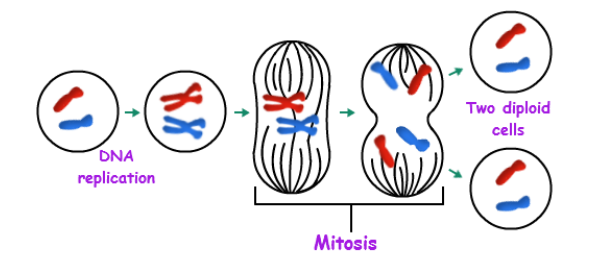 DNA
replication
Two diploid
cells
Mitosis